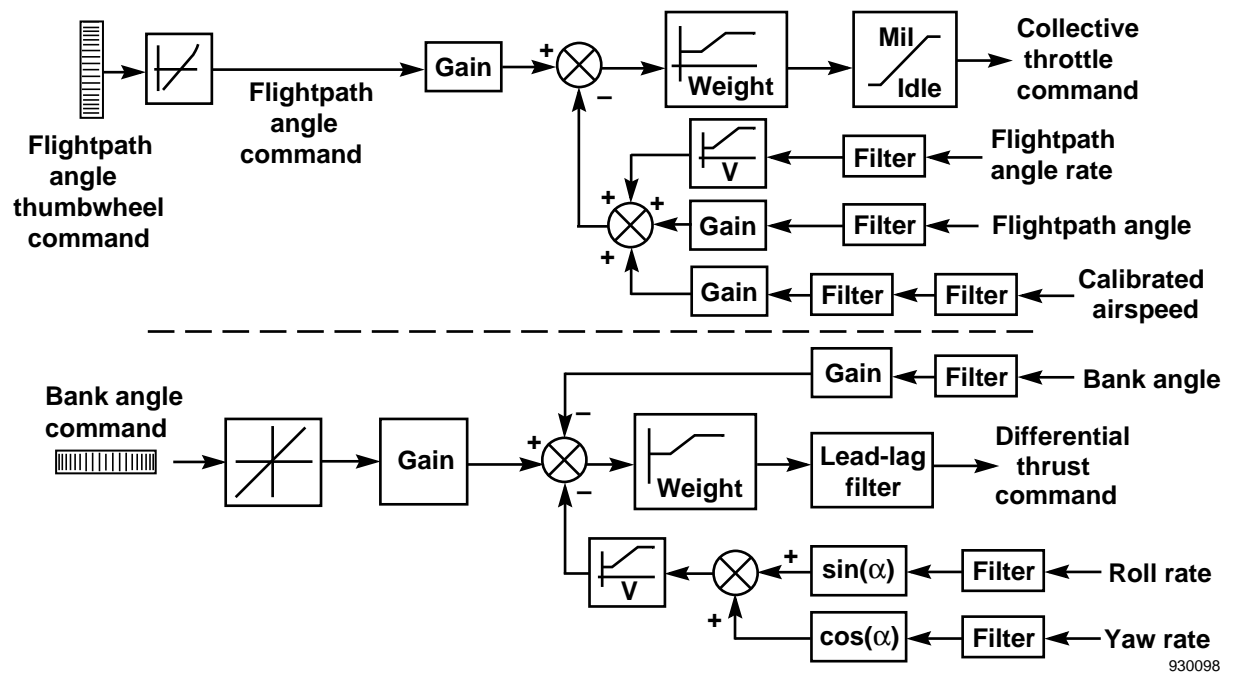 Flightpath
angle
thumbwheel
command
Flightpath
angle
command
Gain
+
–
Weight
Mil
Idle
Collective
throttle
command
V
Filter
Flightpath
angle rate
+
+
Gain
Filter
Flightpath angle
+
Gain
Filter
Filter
Calibrated
airspeed
Gain
Filter
Bank angle
Bank angle
command
Gain
+
–
–
Weight
Lead-lag
filter
Differential
thrust
command
V
+
sin(α)
Filter
Roll rate
+
cos(α)
Filter
Yaw rate
930098